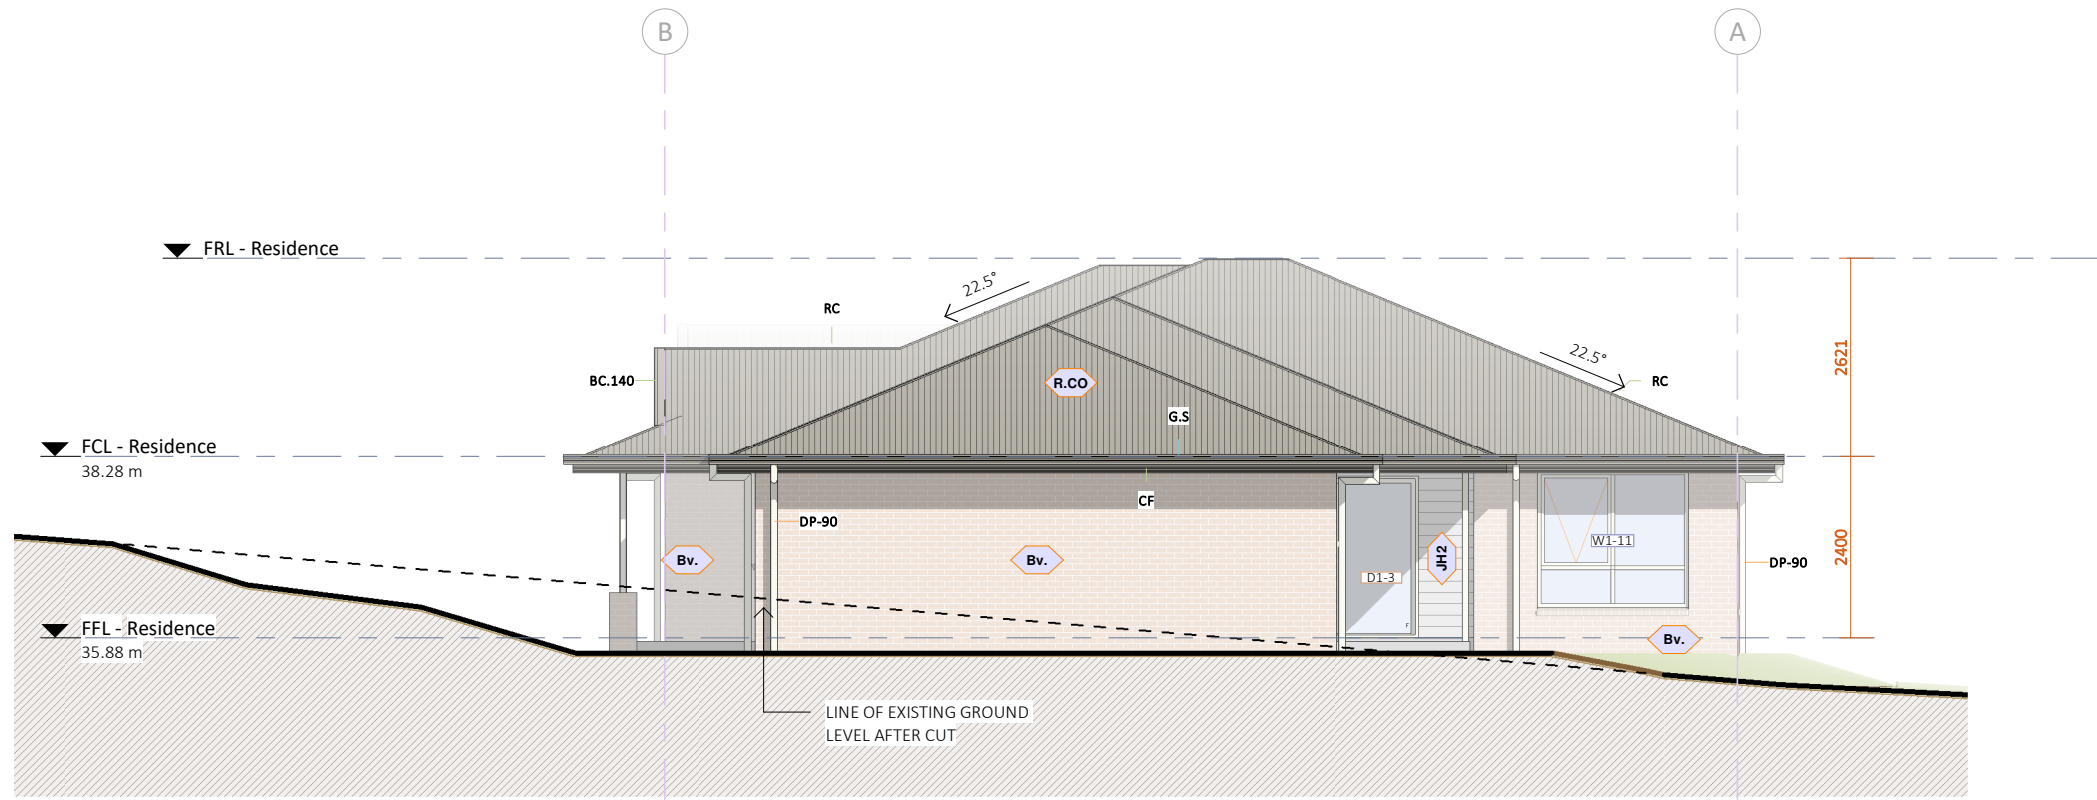 B
A
FRL - Residence
22.5°
RC
22.5°
2621
BC.140
R.CO
RC
G.S
FCL - Residence
38.28 m
CF
DP-90
W1-11
2400
Bv.
Bv.
JH2
DP-90
D1-3
F
FFL - Residence
35.88 m
Bv.
LINE OF EXISTING GROUND
LEVEL AFTER CUT